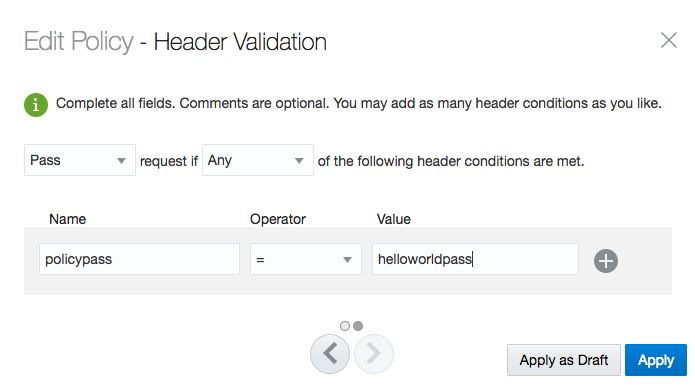 Edit Policy - Header Validation
Complete all fields. Comments are optional. You may add as many header conditions as you like.
Pass request if Any of the following header conditions are met.
Name Operator Value
policypass = helloworldpass
Apply as Draft Apply